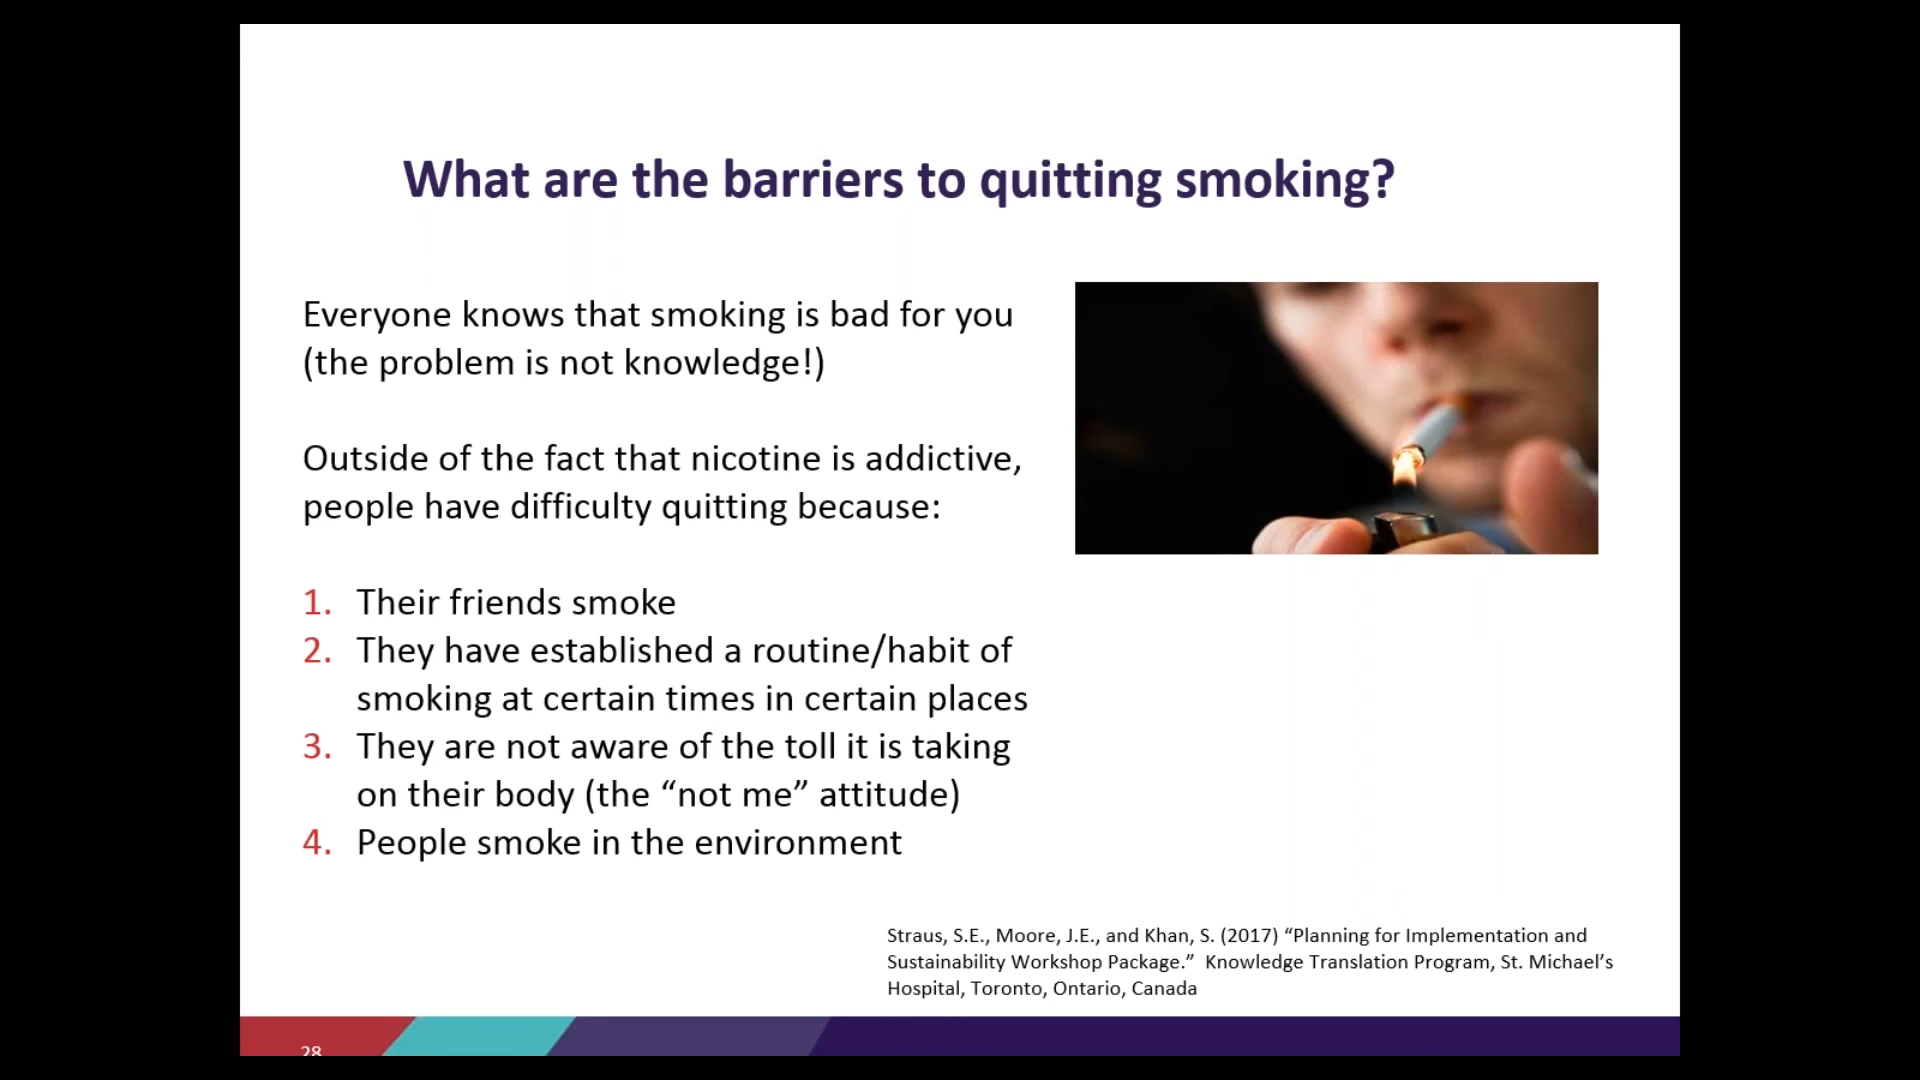 What are the barriers to quitting smoking?
Everyone knows that smoking is bad for you
(the problem is not knowledge!)
Outside of the fact that nicotine is addictive,
people have difficulty quitting because:
1. Their friends smoke
2. They have established a routine/habit of
smoking at certain times in certain places
3. They are not aware of the toll it is taking
on their body (the “not me” attitude)
4. People smoke in the environment
Straus, S.E., Moore, J.E., and Khan, S. (2017) “Planning for Implementation and
Sustainability Workshop Package.” Knowledge Translation Program, St. Michael’s
Hospital, Toronto, Ontario, Canada
28